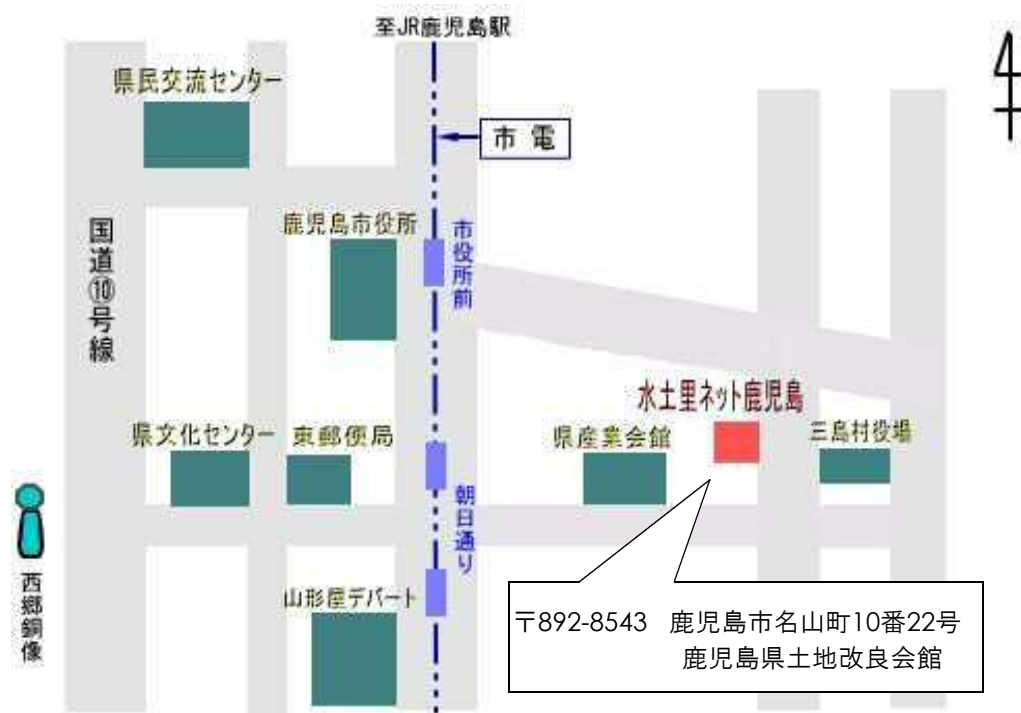 至JR鹿児島駅
県民交流センター
市電
国道⑩号線
鹿児島市役所
市役所前
水土里ネット鹿児島
県文化センター
東郵便局
県産業会館
三島村役場
朝日通り
西郷銅像
山形屋デパート
〒892-8543 鹿児島市名山町10番22号
鹿児島県土地改良会館